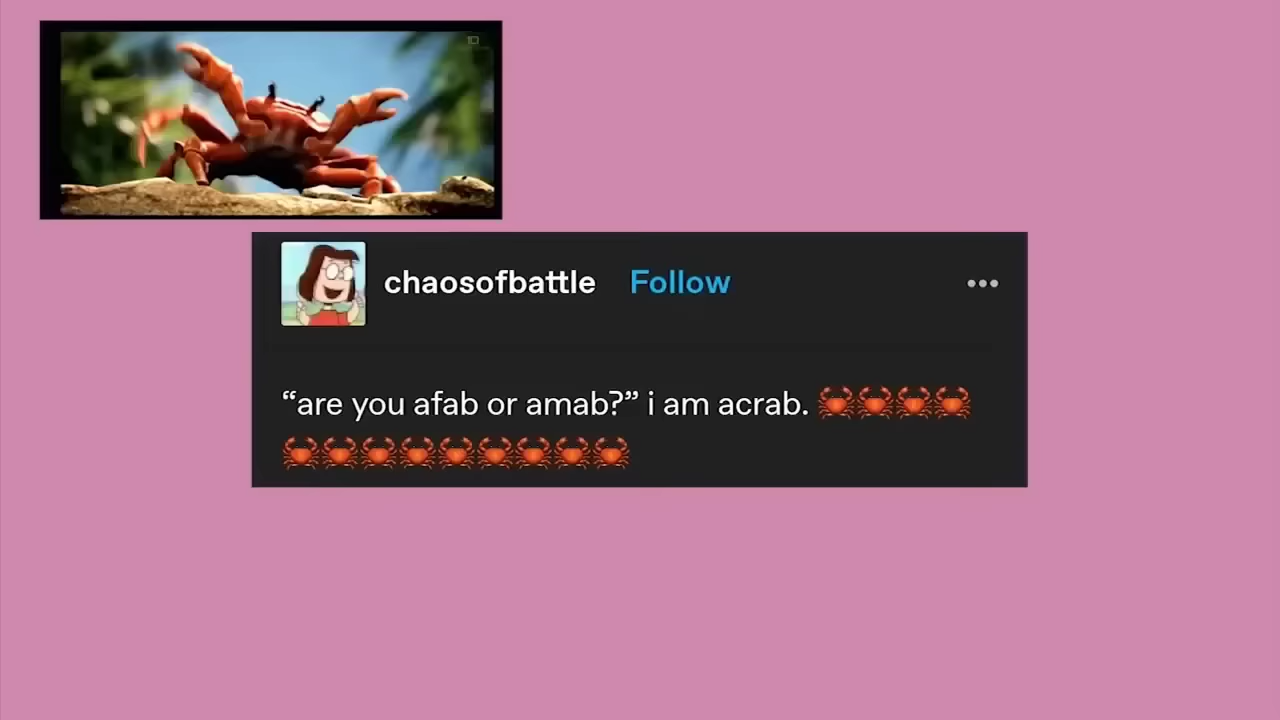 chaosofbattle Follow
“are you afab or amab?” i am acrab. 🦀🦀🦀🦀
🦀🦀🦀🦀🦀🦀🦀🦀🦀